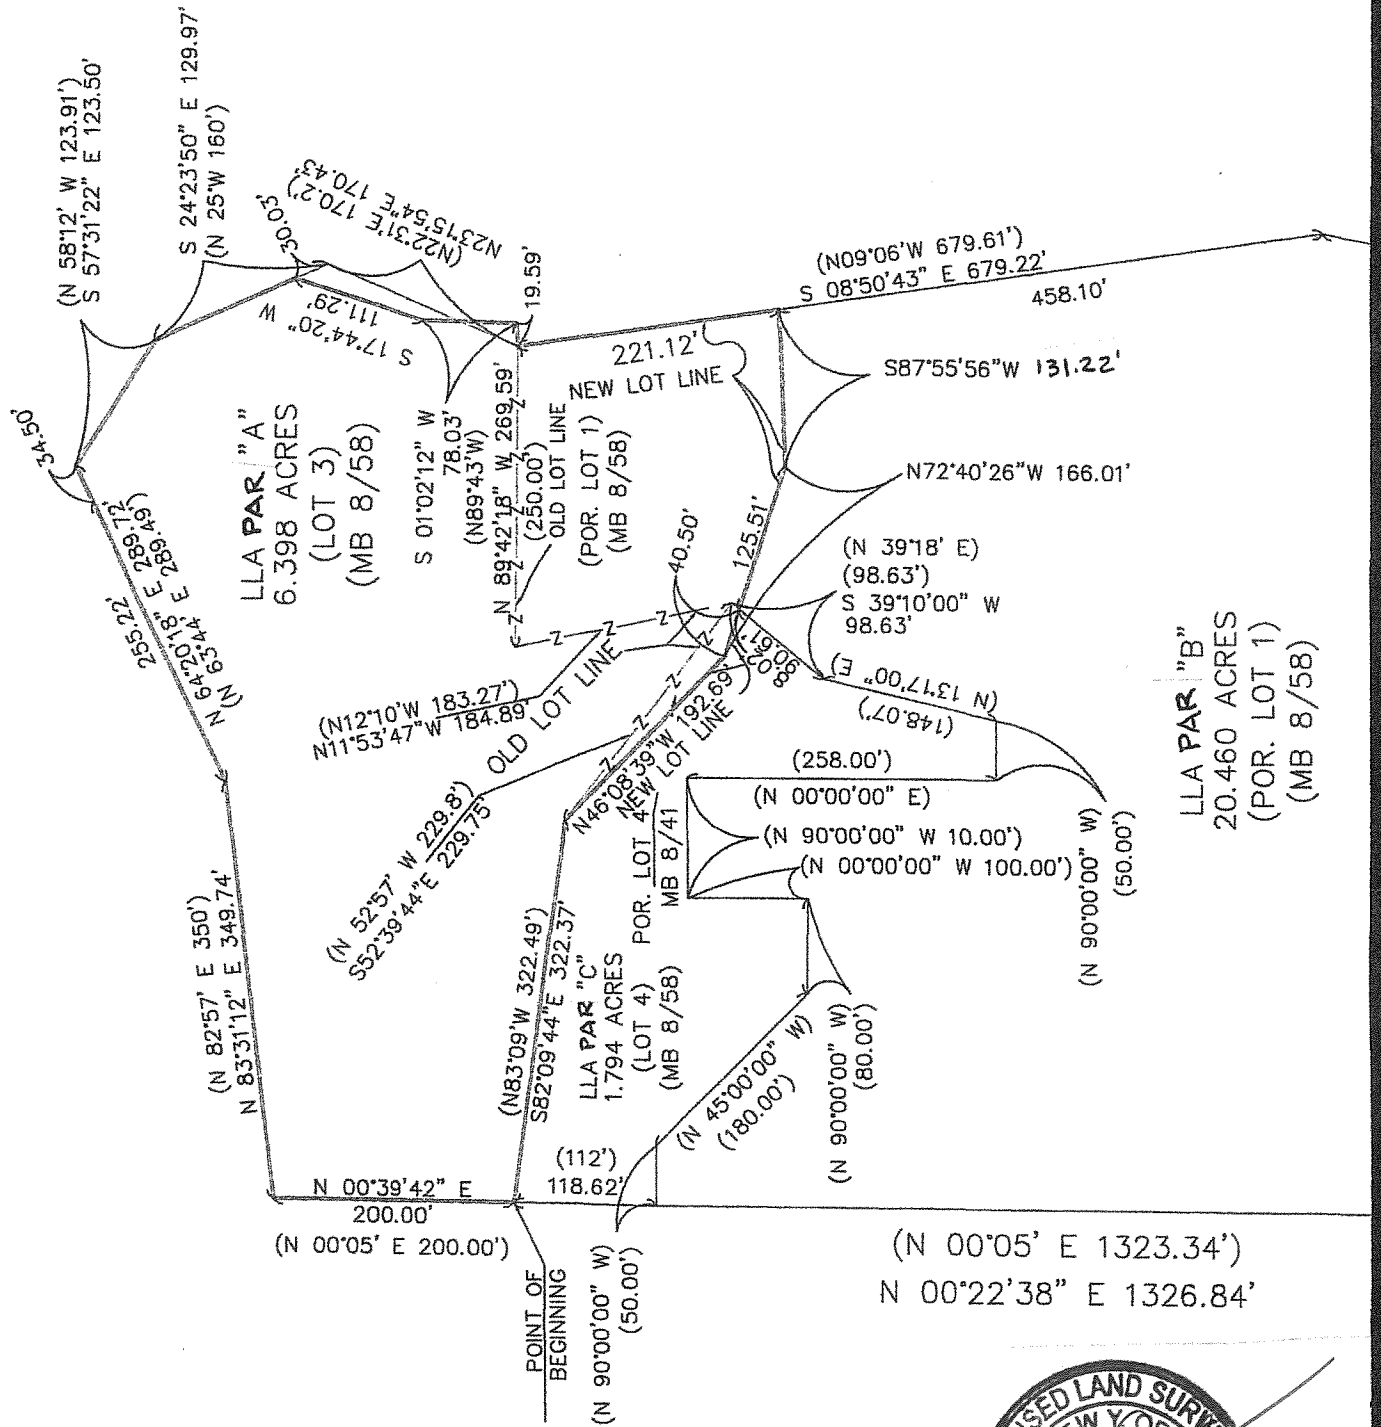 (N 58°12' W 123.91')
S 57°31'22" E 123.50'
S 24°23'50" E 129.97'
(N 25°W 160')
34.50'
30.03'
(N22°31'E 170.2')
N23°15'54"E 170.43'
S 17°44'20" W
111.29'
19.59'
LLA PAR "A"
6.398 ACRES
(LOT 3)
(MB 8/58)
255.22'
N 64°20'18" E 289.72'
(N 63°44' E 289.49')
S 01°02'12" W
78.03'
(N89°43'W)
N 89°42'18" W 269.59'
(250.00")
OLD LOT LINE
(POR. LOT 1)
(MB 8/58)
221.12'
NEW LOT LINE
(N09°06'W 679.61')
S 08°50'43" E 679.22'
458.10'
S87°55'56"W 131.22'
N72°40'26"W 166.01'
125.51'
40.50'
(N 39°18' E)
(98.63')
S 39°10'00" W
98.63'
(N12°10'W 183.27')
N11°53'47"W 184.89'
OLD LOT LINE
(N 52°57' W 229.8')
S52°39'44"E 229.75'
N46°08'39"W 192.69'
NEW LOT LINE
90.61'
8.02'
(N 13°17'00" E)
(148.07')
(258.00')
(N 00°00'00" E)
(N 90°00'00" W 10.00')
(N 00°00'00" W 100.00')
(N 90°00'00" W)
(50.00')
LLA PAR "B"
20.460 ACRES
(POR. LOT 1)
(MB 8/58)
(N 82°57' E 350')
N 83°31'12" E 349.74'
(N83°09'W 322.49')
S82°09'44"E 322.37'
LLA PAR "C"
1.794 ACRES
(LOT 4)
(MB 8/58)
POR. LOT 4
MB 8/41
(N 45°00'00" W)
(180.00')
(N 90°00'00" W)
(80.00')
(112')
118.62'
N 00°39'42" E
200.00'
(N 00°05' E 200.00')
POINT OF
BEGINNING
(N 90°00'00" W)
(50.00')
(N 00°05' E 1323.34')
N 00°22'38" E 1326.84'